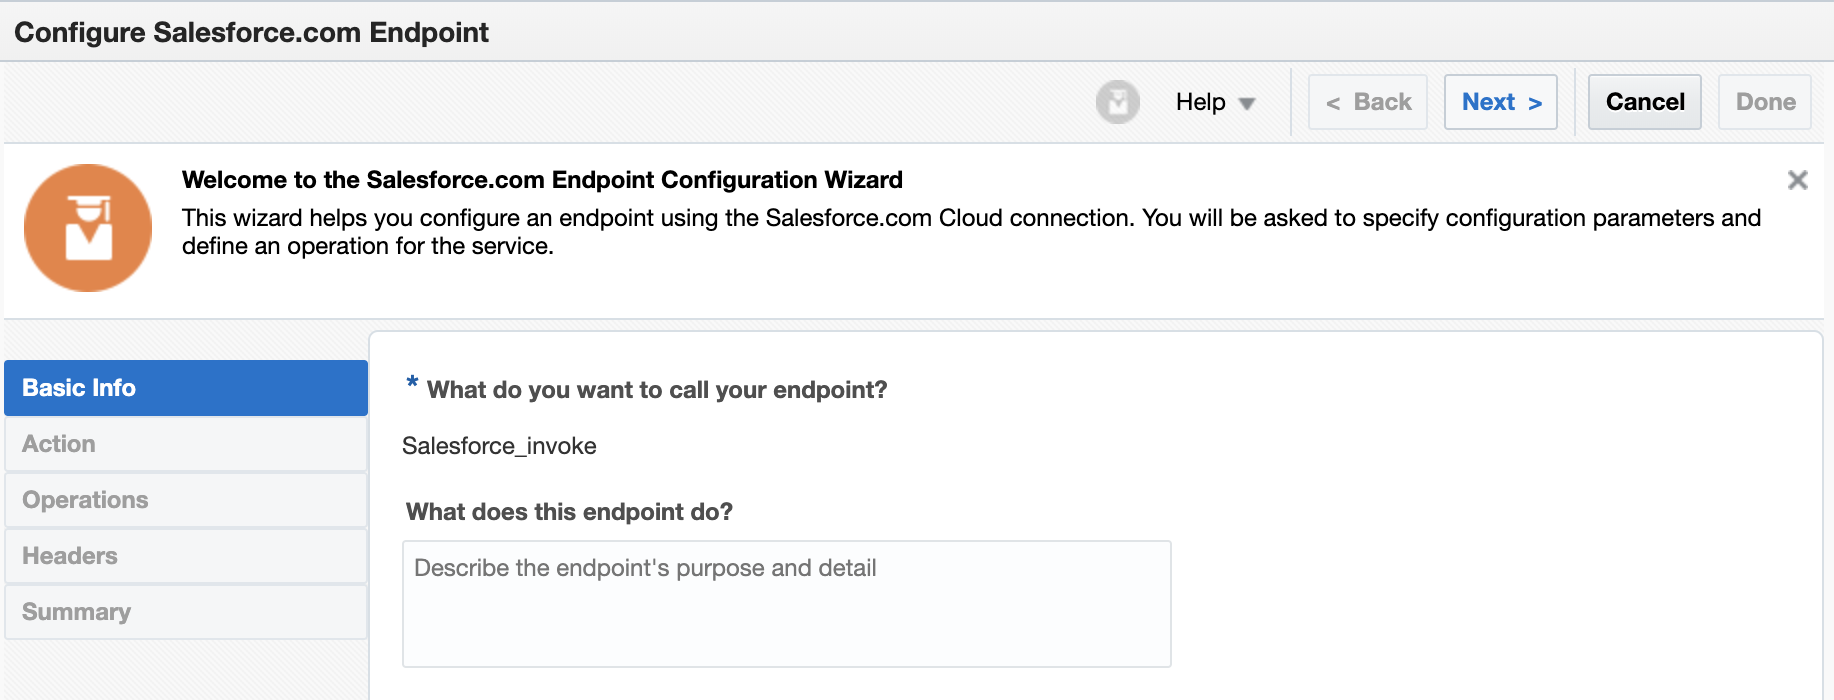 Configure Salesforce.com Endpoint
Help
< Back
Next >
Cancel
Done
Welcome to the Salesforce.com Endpoint Configuration Wizard
This wizard helps you configure an endpoint using the Salesforce.com Cloud connection. You will be asked to specify configuration parameters and
define an operation for the service.
Basic Info
Action
Operations
Headers
Summary
* What do you want to call your endpoint?
Salesforce_invoke
What does this endpoint do?
Describe the endpoint's purpose and detail